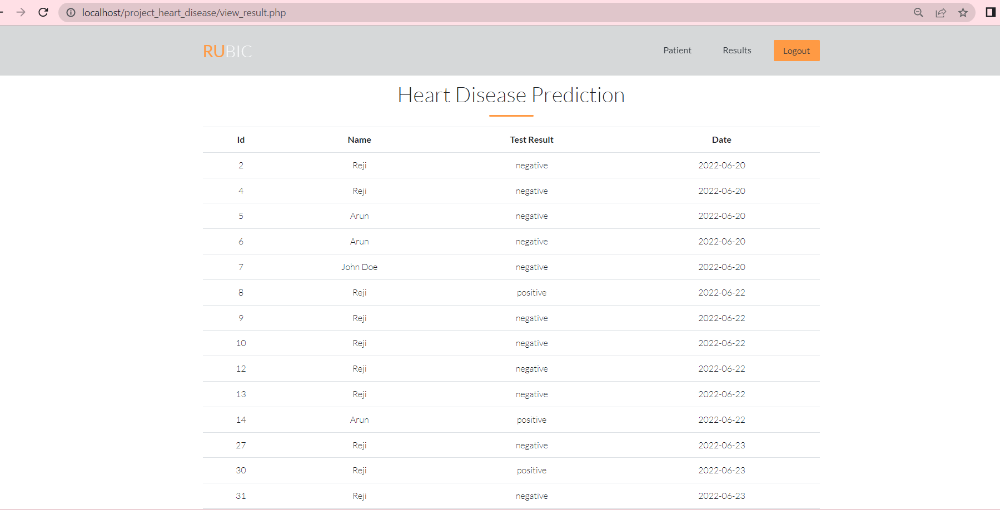 localhost/project_heart_disease/view_result.php
RUBIC Patient Results Logout
Heart Disease Prediction
Id Name Test Result Date
2 Reji negative 2022-06-20
4 Reji negative 2022-06-20
5 Arun negative 2022-06-20
6 Arun negative 2022-06-20
7 John Doe negative 2022-06-20
8 Reji positive 2022-06-22
9 Reji negative 2022-06-22
10 Reji negative 2022-06-22
12 Reji negative 2022-06-22
13 Reji negative 2022-06-22
14 Arun positive 2022-06-22
27 Reji negative 2022-06-23
30 Reji positive 2022-06-23
31 Reji negative 2022-06-23